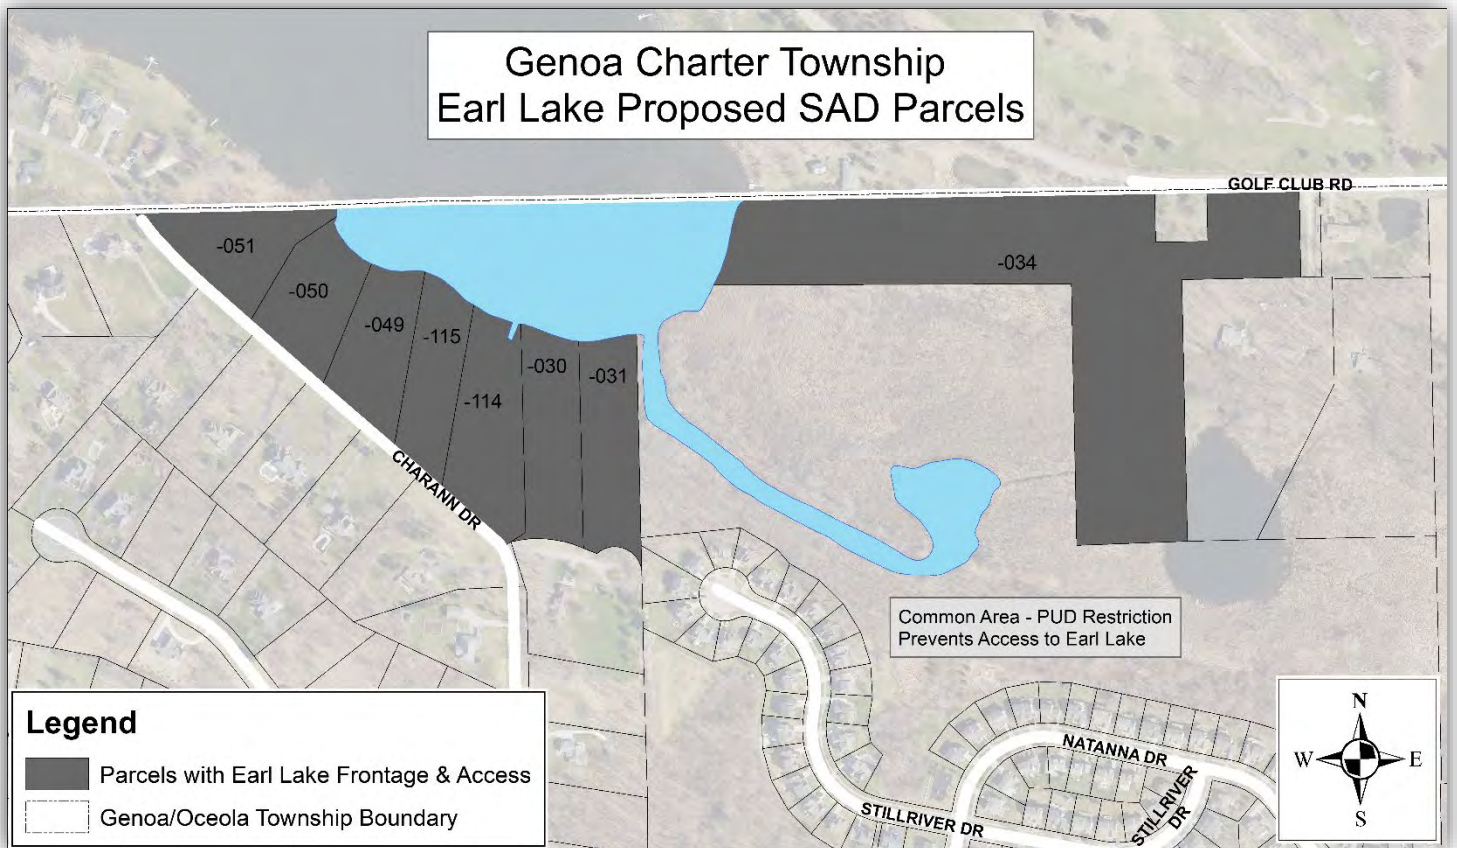 Genoa Charter Township
Earl Lake Proposed SAD Parcels
GOLF CLUB RD
-051
-034
-050
-049
-115
-030
-031
-114
CHARANN DR
Common Area - PUD Restriction
Prevents Access to Earl Lake
Legend
Parcels with Earl Lake Frontage & Access
Genoa/Oceola Township Boundary
NATANNA DR
STILLRIVER
DR
STILLRIVER DR
N
W
E
S